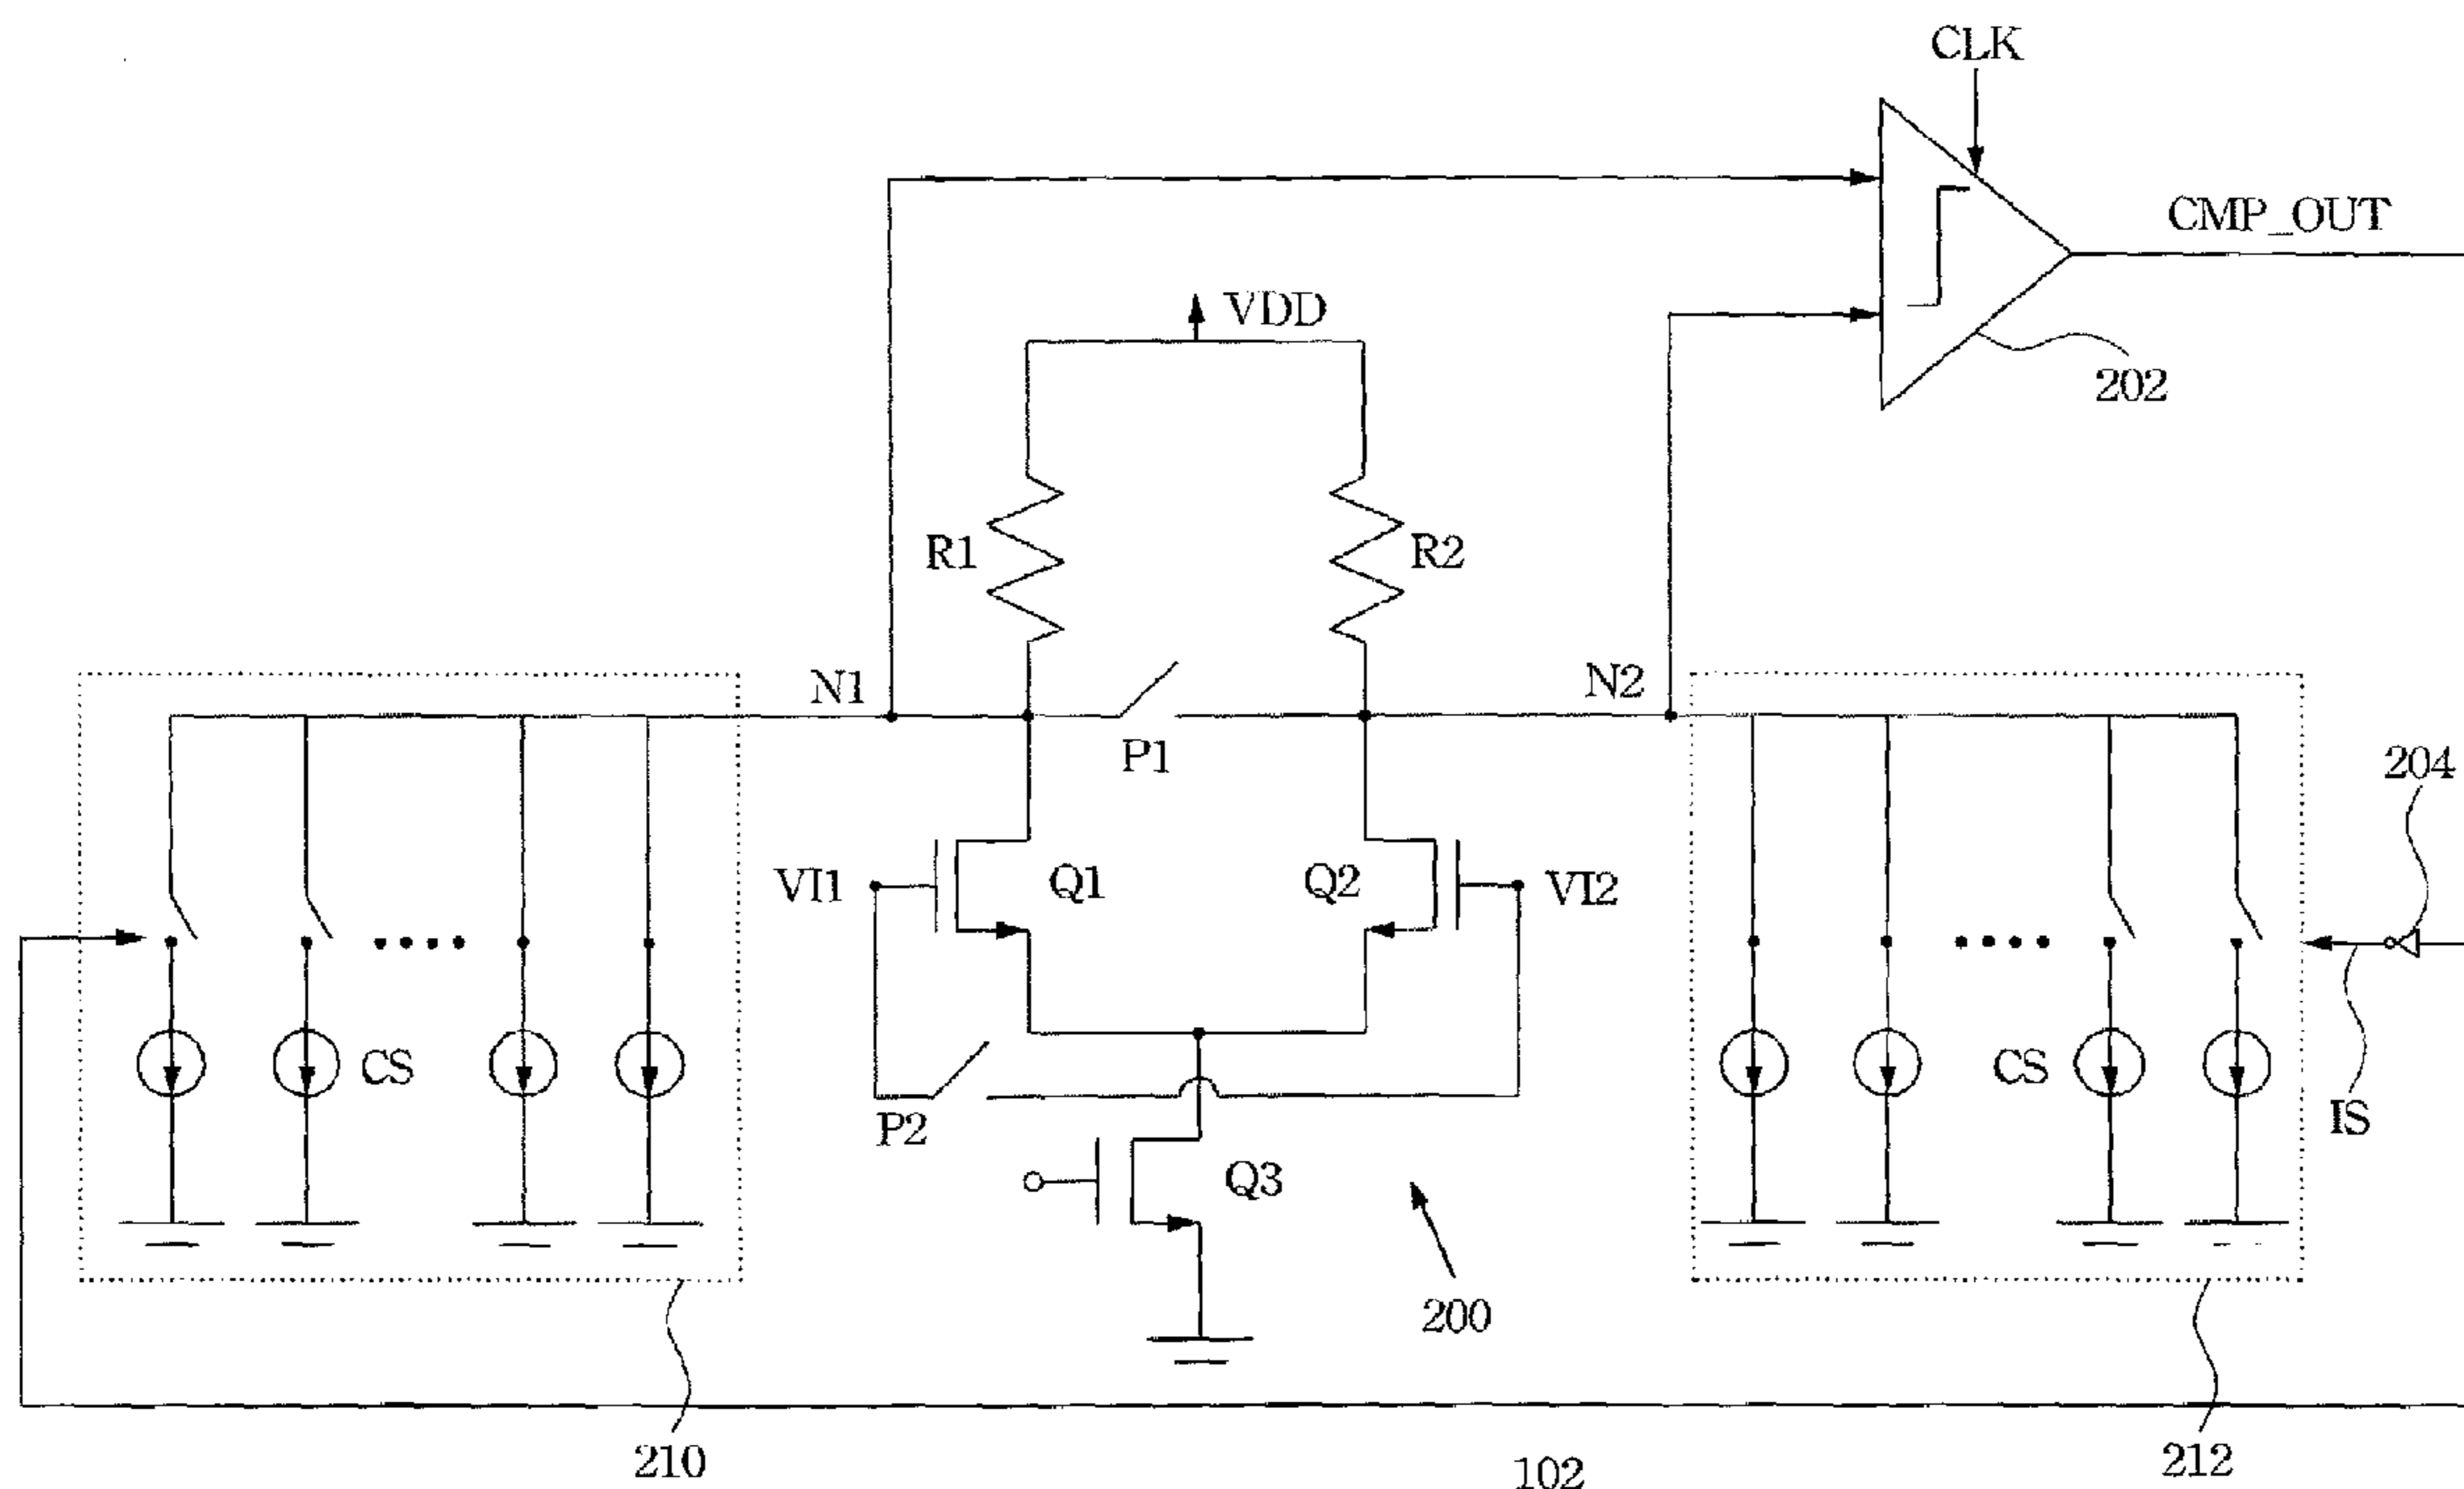 CLK
CMP_OUT
VDD
202
R1
R2
N1
N2
P1
204
VI1
Q1
Q2
VI2
CS
CS
IS
P2
Q3
200
210
102
212